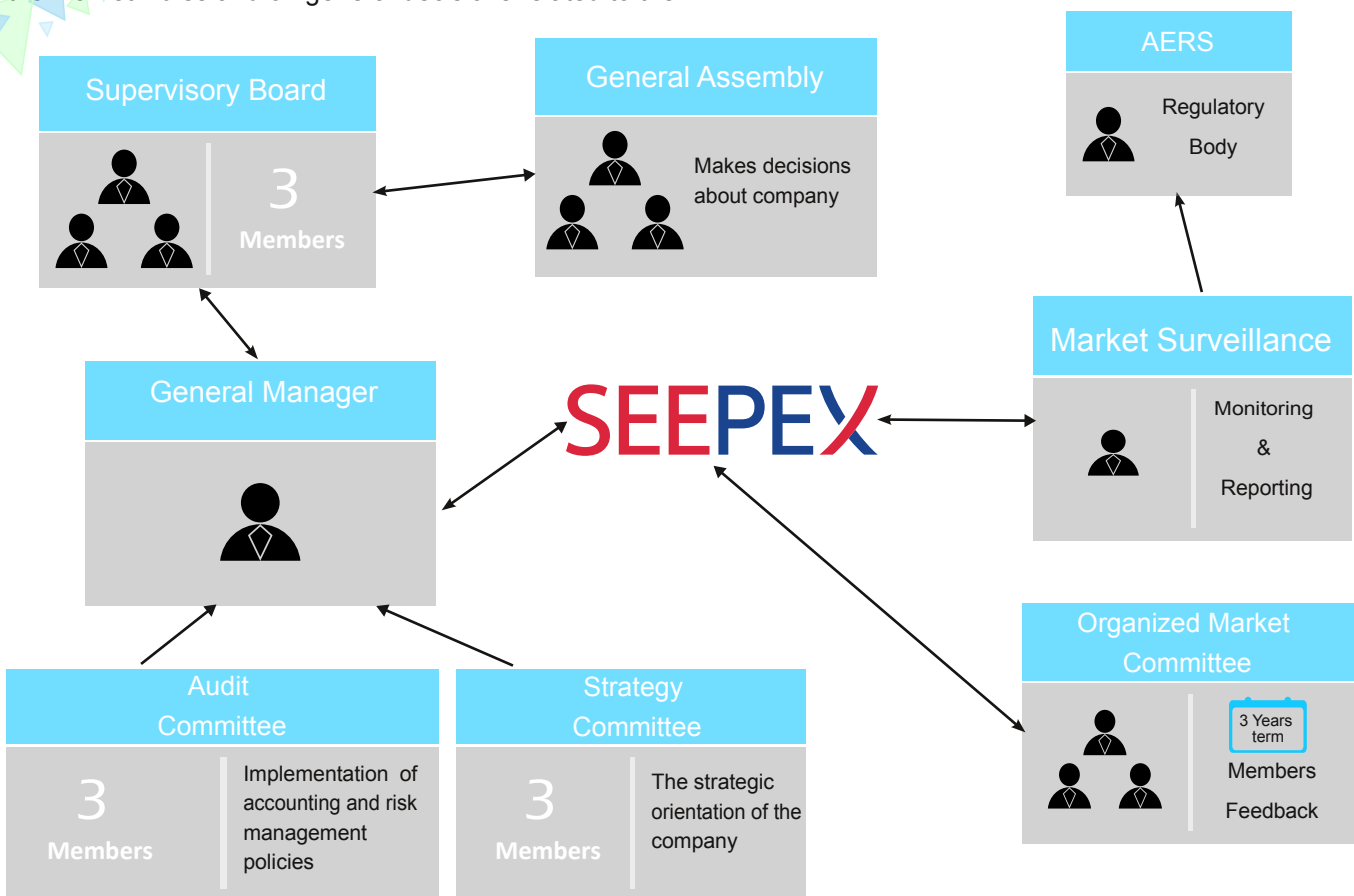 Supervisory Board
3
Members
General Assembly
Makes decisions
about company
AERS
Regulatory
Body
General Manager
SEEPEX
Market Surveillance
Monitoring
&
Reporting
Audit
Committee
3
Members
Implementation of
accounting and risk
management
policies
Strategy
Committee
3
Members
The strategic
orientation of the
company
Organized Market
Committee
3 Years
term
Members
Feedback